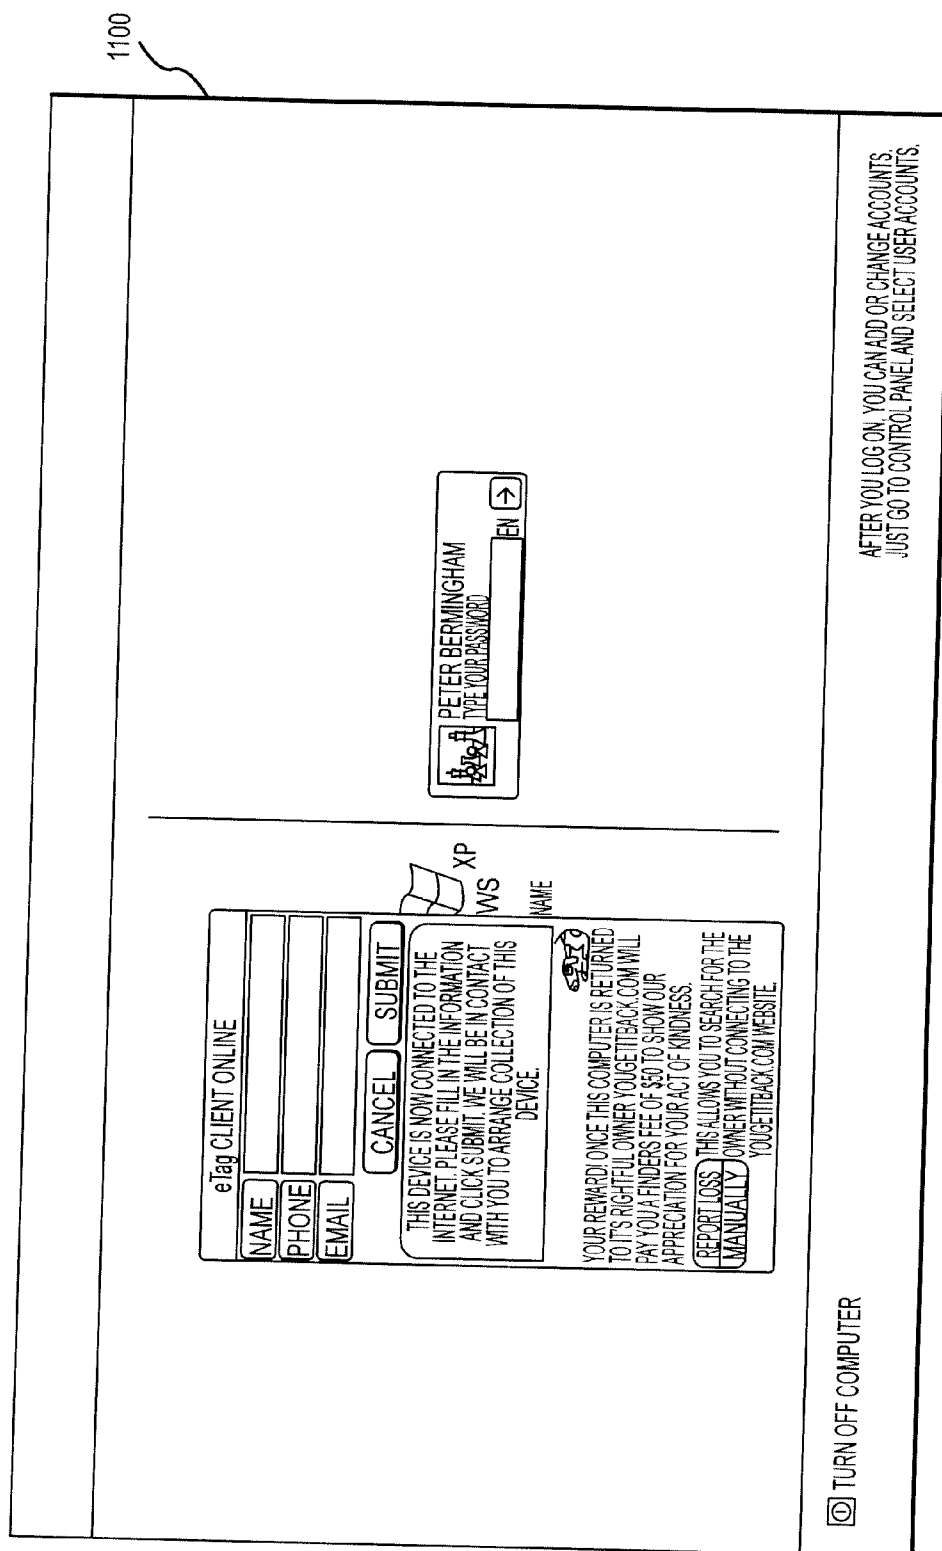 1100
eTag CLIENT ONLINE
NAME
PHONE
EMAIL
CANCEL
SUBMIT
THIS DEVICE IS NOW CONNECTED TO THE
INTERNET. PLEASE FILL IN THE INFORMATION
AND CLICK SUBMIT. WE WILL BE IN CONTACT
WITH YOU TO ARRANGE COLLECTION OF THIS
DEVICE.
YOUR REWARD! ONCE THIS COMPUTER IS RETURNED
TO IT'S RIGHTFUL OWNER YOUGETITBACK.COM WILL
PAY YOU A FINDERS FEE OF $50 TO SHOW OUR
APPRECIATION FOR YOUR ACT OF KINDNESS.
REPORT LOSS
MANUALLY
THIS ALLOWS YOU TO SEARCH FOR THE
OWNER WITHOUT CONNECTING TO THE
YOUGETITBACK.COM WEBSITE.
XP
WS
NAME
PETER BERMINGHAM
TYPE YOUR PASSWORD
EN
TURN OFF COMPUTER
AFTER YOU LOG ON, YOU CAN ADD OR CHANGE ACCOUNTS.
JUST GO TO CONTROL PANEL AND SELECT USER ACCOUNTS.